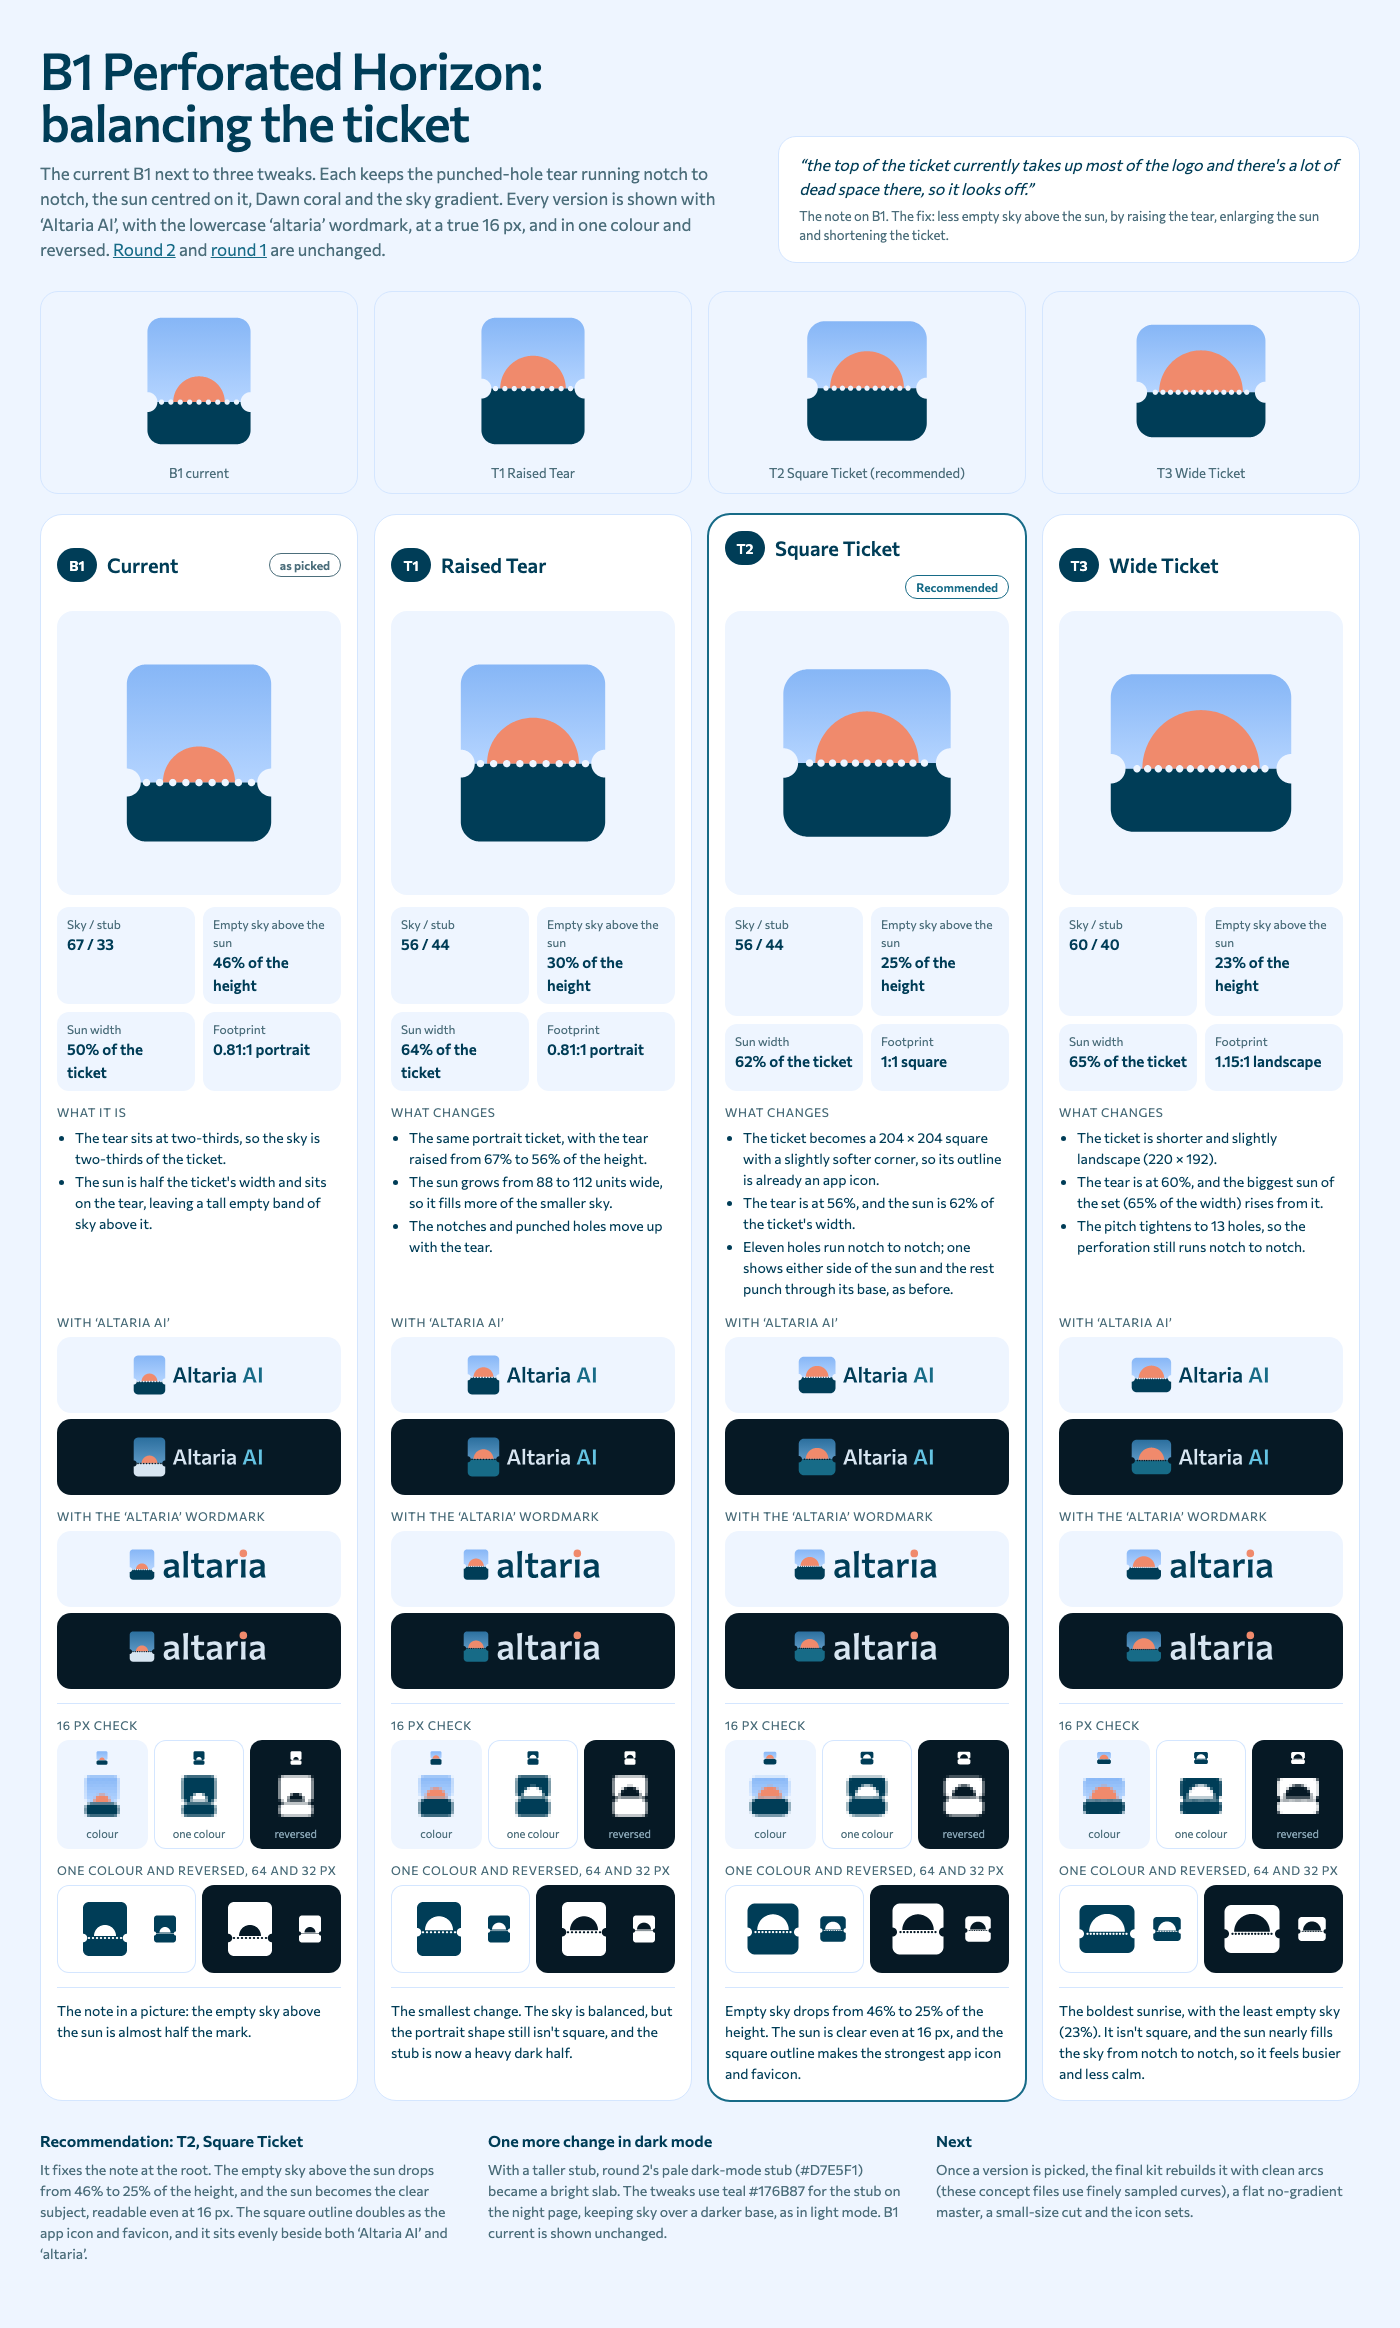 B1 Perforated Horizon:
balancing the ticket
The current B1 next to three tweaks. Each keeps the punched-hole tear running notch to
notch, the sun centred on it, Dawn coral and the sky gradient. Every version is shown with
‘Altaria AI’, with the lowercase ‘altaria’ wordmark, at a true 16 px, and in one colour and
reversed. Round 2 and round 1 are unchanged.
“the top of the ticket currently takes up most of the logo and there's a lot of
dead space there, so it looks off.”
The note on B1. The fix: less empty sky above the sun, by raising the tear, enlarging the sun
and shortening the ticket.
B1 current
T1 Raised Tear
T2 Square Ticket (recommended)
T3 Wide Ticket
B1 Current as picked
Sky / stub
67 / 33
Empty sky above the
sun
46% of the
height
Sun width
50% of the
ticket
Footprint
0.81:1 portrait
WHAT IT IS
• The tear sits at two-thirds, so the sky is
two-thirds of the ticket.
• The sun is half the ticket's width and sits
on the tear, leaving a tall empty band of
sky above it.
WITH ‘ALTARIA AI’
Altaria AI
Altaria AI
WITH THE ‘ALTARIA’ WORDMARK
altaria
altaria
16 PX CHECK
colour
one colour
reversed
ONE COLOUR AND REVERSED, 64 AND 32 PX
The note in a picture: the empty sky above
the sun is almost half the mark.
T1 Raised Tear
Sky / stub
56 / 44
Empty sky above the
sun
30% of the
height
Sun width
64% of the
ticket
Footprint
0.81:1 portrait
WHAT CHANGES
• The same portrait ticket, with the tear
raised from 67% to 56% of the height.
• The sun grows from 88 to 112 units wide,
so it fills more of the smaller sky.
• The notches and punched holes move up
with the tear.
WITH ‘ALTARIA AI’
Altaria AI
Altaria AI
WITH THE ‘ALTARIA’ WORDMARK
altaria
altaria
16 PX CHECK
colour
one colour
reversed
ONE COLOUR AND REVERSED, 64 AND 32 PX
The smallest change. The sky is balanced, but
the portrait shape still isn't square, and the
stub is now a heavy dark half.
T2 Square Ticket
Recommended
Sky / stub
56 / 44
Empty sky above the
sun
25% of the
height
Sun width
62% of the ticket
Footprint
1:1 square
WHAT CHANGES
• The ticket becomes a 204 × 204 square
with a slightly softer corner, so its outline
is already an app icon.
• The tear is at 56%, and the sun is 62% of
the ticket's width.
• Eleven holes run notch to notch; one
shows either side of the sun and the rest
punch through its base, as before.
WITH ‘ALTARIA AI’
Altaria AI
Altaria AI
WITH THE ‘ALTARIA’ WORDMARK
altaria
altaria
16 PX CHECK
colour
one colour
reversed
ONE COLOUR AND REVERSED, 64 AND 32 PX
Empty sky drops from 46% to 25% of the
height. The sun is clear even at 16 px, and the
square outline makes the strongest app icon
and favicon.
T3 Wide Ticket
Sky / stub
60 / 40
Empty sky above the
sun
23% of the
height
Sun width
65% of the ticket
Footprint
1.15:1 landscape
WHAT CHANGES
• The ticket is shorter and slightly
landscape (220 × 192).
• The tear is at 60%, and the biggest sun of
the set (65% of the width) rises from it.
• The pitch tightens to 13 holes, so the
perforation still runs notch to notch.
WITH ‘ALTARIA AI’
Altaria AI
Altaria AI
WITH THE ‘ALTARIA’ WORDMARK
altaria
altaria
16 PX CHECK
colour
one colour
reversed
ONE COLOUR AND REVERSED, 64 AND 32 PX
The boldest sunrise, with the least empty sky
(23%). It isn't square, and the sun nearly fills
the sky from notch to notch, so it feels busier
and less calm.
Recommendation: T2, Square Ticket
It fixes the note at the root. The empty sky above the sun drops
from 46% to 25% of the height, and the sun becomes the clear
subject, readable even at 16 px. The square outline doubles as the
app icon and favicon, and it sits evenly beside both ‘Altaria AI’ and
‘altaria’.
One more change in dark mode
With a taller stub, round 2's pale dark-mode stub (#D7E5F1)
became a bright slab. The tweaks use teal #176B87 for the stub on
the night page, keeping sky over a darker base, as in light mode. B1
current is shown unchanged.
Next
Once a version is picked, the final kit rebuilds it with clean arcs
(these concept files use finely sampled curves), a flat no-gradient
master, a small-size cut and the icon sets.